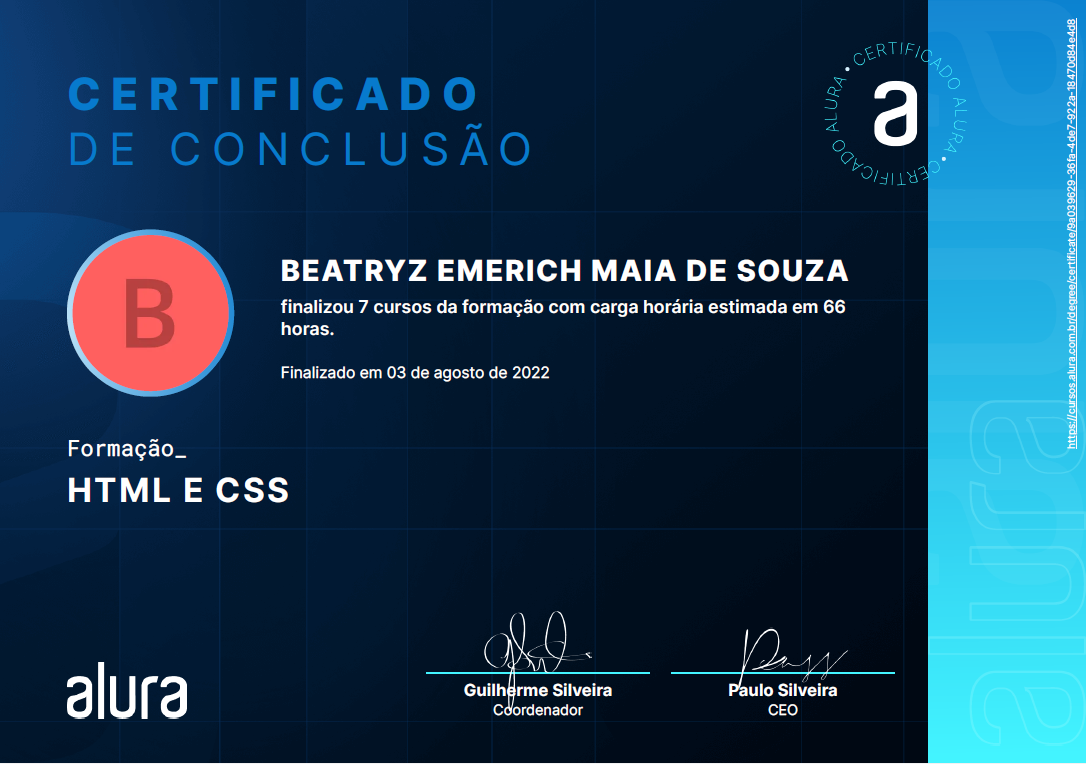 CERTIFICADO
DE CONCLUSÃO
CERTIFICADO ALURA • CERTIFICADO ALURA •
a
B
BEATRYZ EMERICH MAIA DE SOUZA
finalizou 7 cursos da formação com carga horária estimada em 66
horas.
Finalizado em 03 de agosto de 2022
Formação_
HTML E CSS
alura
Guilherme Silveira
Coordenador
Paulo Silveira
CEO
https://cursos.alura.com.br/degree/certificate/9a039629-36fa-4de7-922a-18470d84e4d8
alura